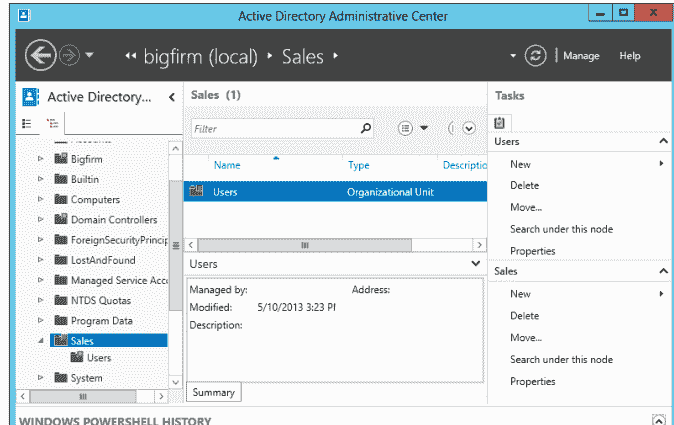 Active Directory Administrative Center
bigfirm (local) Sales
Manage Help
Active Directory...
Bigfirm
Builtin
Computers
Domain Controllers
ForeignSecurityPrincip
LostAndFound
Managed Service Acc
NTDS Quotas
Program Data
Sales
Users
System
Sales (1)
Filter
Name Type Descriptio
Users Organizational Unit
Users
Managed by: Address:
Modified: 5/10/2013 3:23 PI
Description:
Summary
Tasks
Users
New
Delete
Move...
Search under this node
Properties
Sales
New
Delete
Move...
Search under this node
Properties
WINDOWS POWERSHELL HISTORY